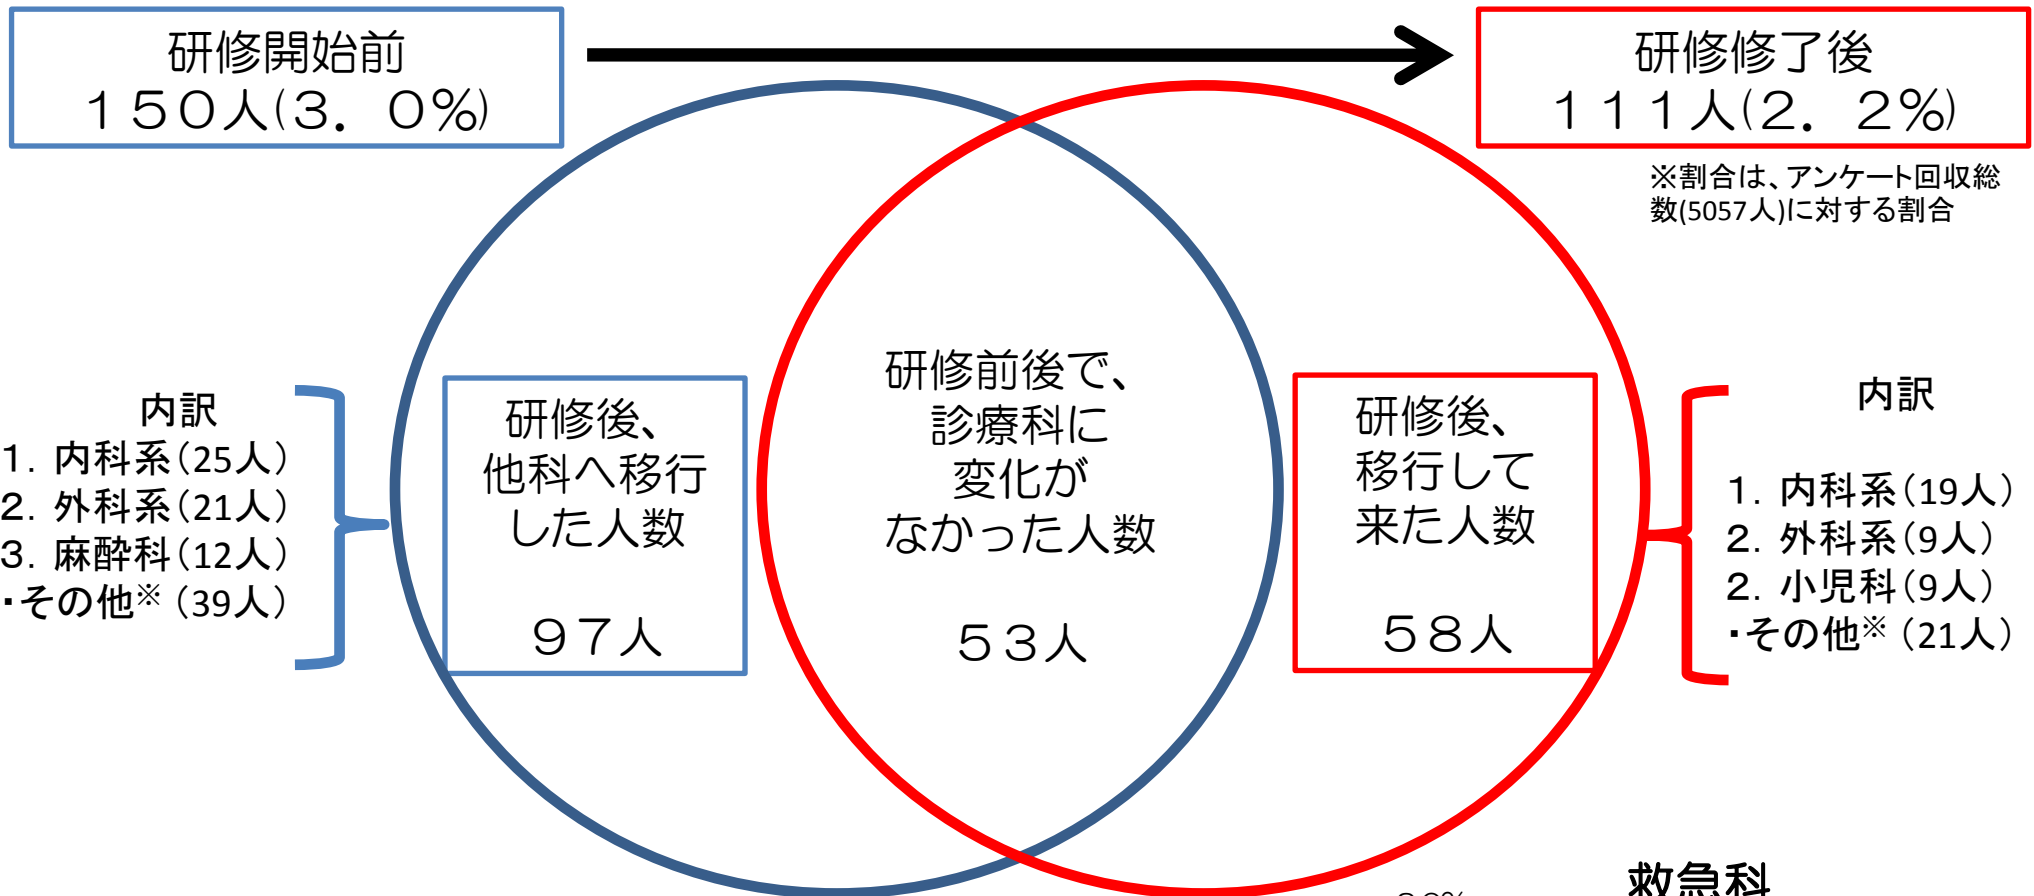 研修開始前
150人(3.0%)
研修修了後
111人(2.2%)
※割合は、アンケート回収総
数(5057人)に対する割合
内訳
1. 内科系(25人)
2. 外科系(21人)
3. 麻酔科(12人)
・その他※(39人)
研修後、
他科へ移行
した人数
97人
研修前後で、
診療科に
変化が
なかった人数
53人
研修後、
移行して
来た人数
58人
内訳
1. 内科系(19人)
2. 外科系(9人)
2. 小児科(9人)
・その他※(21人)
救急科